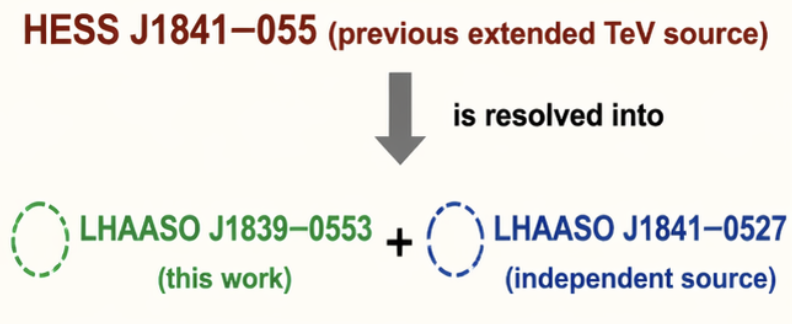 HESS J1841−055 (previous extended TeV source)
is resolved into
LHAASO J1839−0553 + LHAASO J1841−0527
(this work) (independent source)